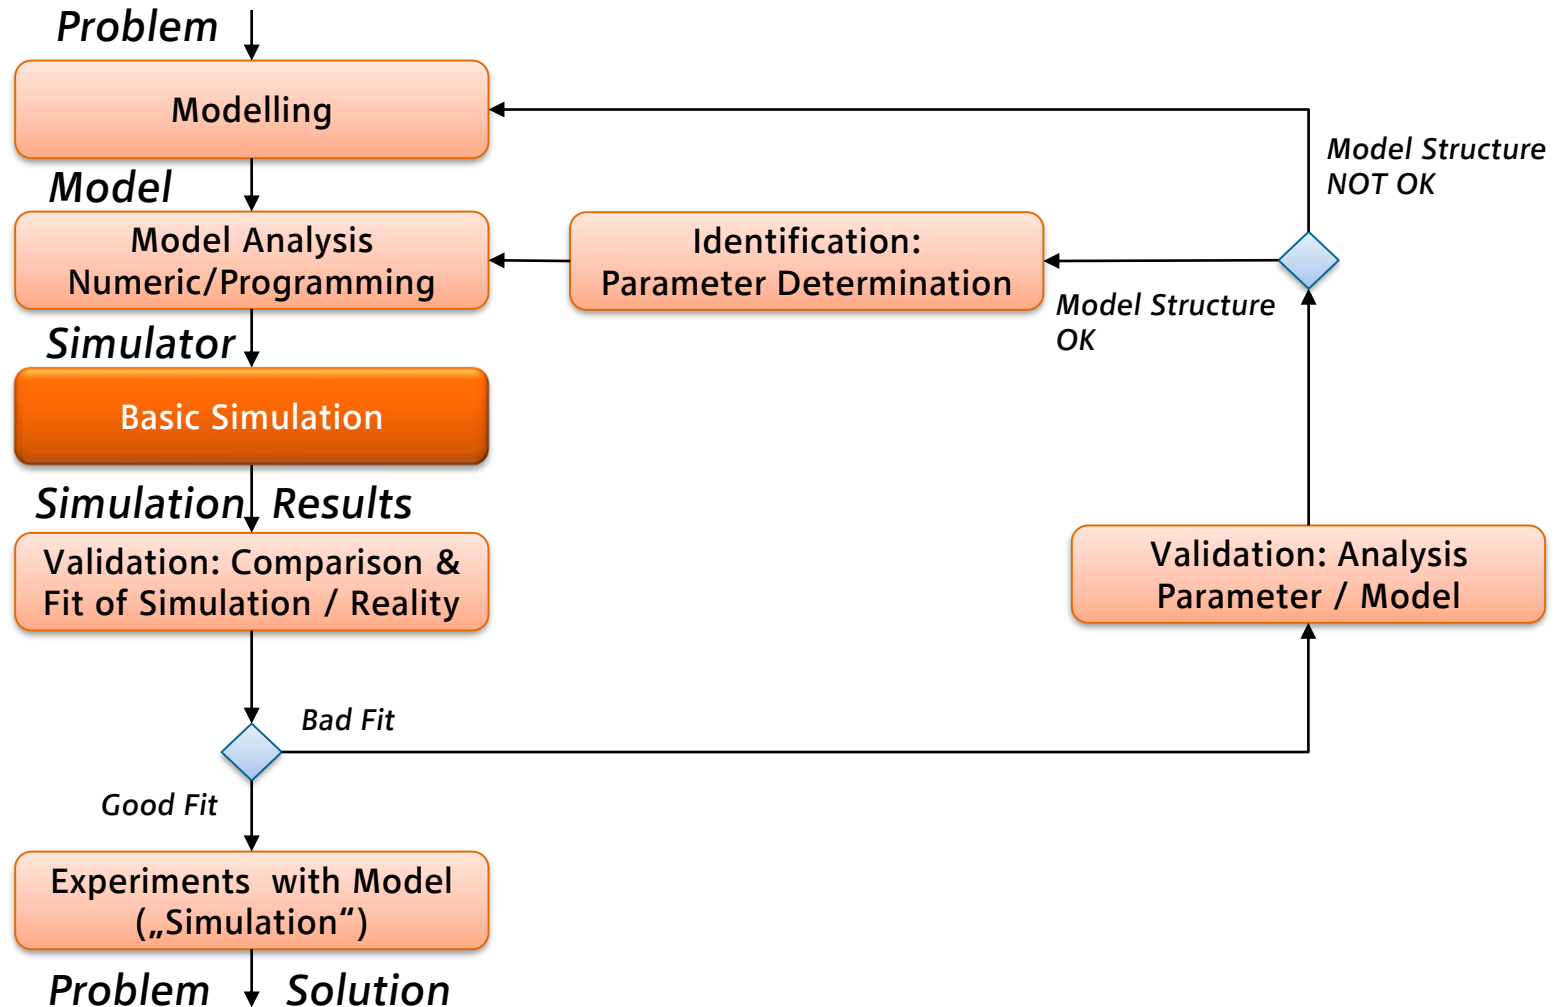 Problem
Modelling
Model Structure
NOT OK
Model
Model Analysis
Numeric/Programming
Identification:
Parameter Determination
Model Structure
OK
Simulator
Basic Simulation
Simulation Results
Validation: Comparison &
Fit of Simulation / Reality
Validation: Analysis
Parameter / Model
Bad Fit
Good Fit
Experiments with Model
(„Simulation“)
Problem Solution